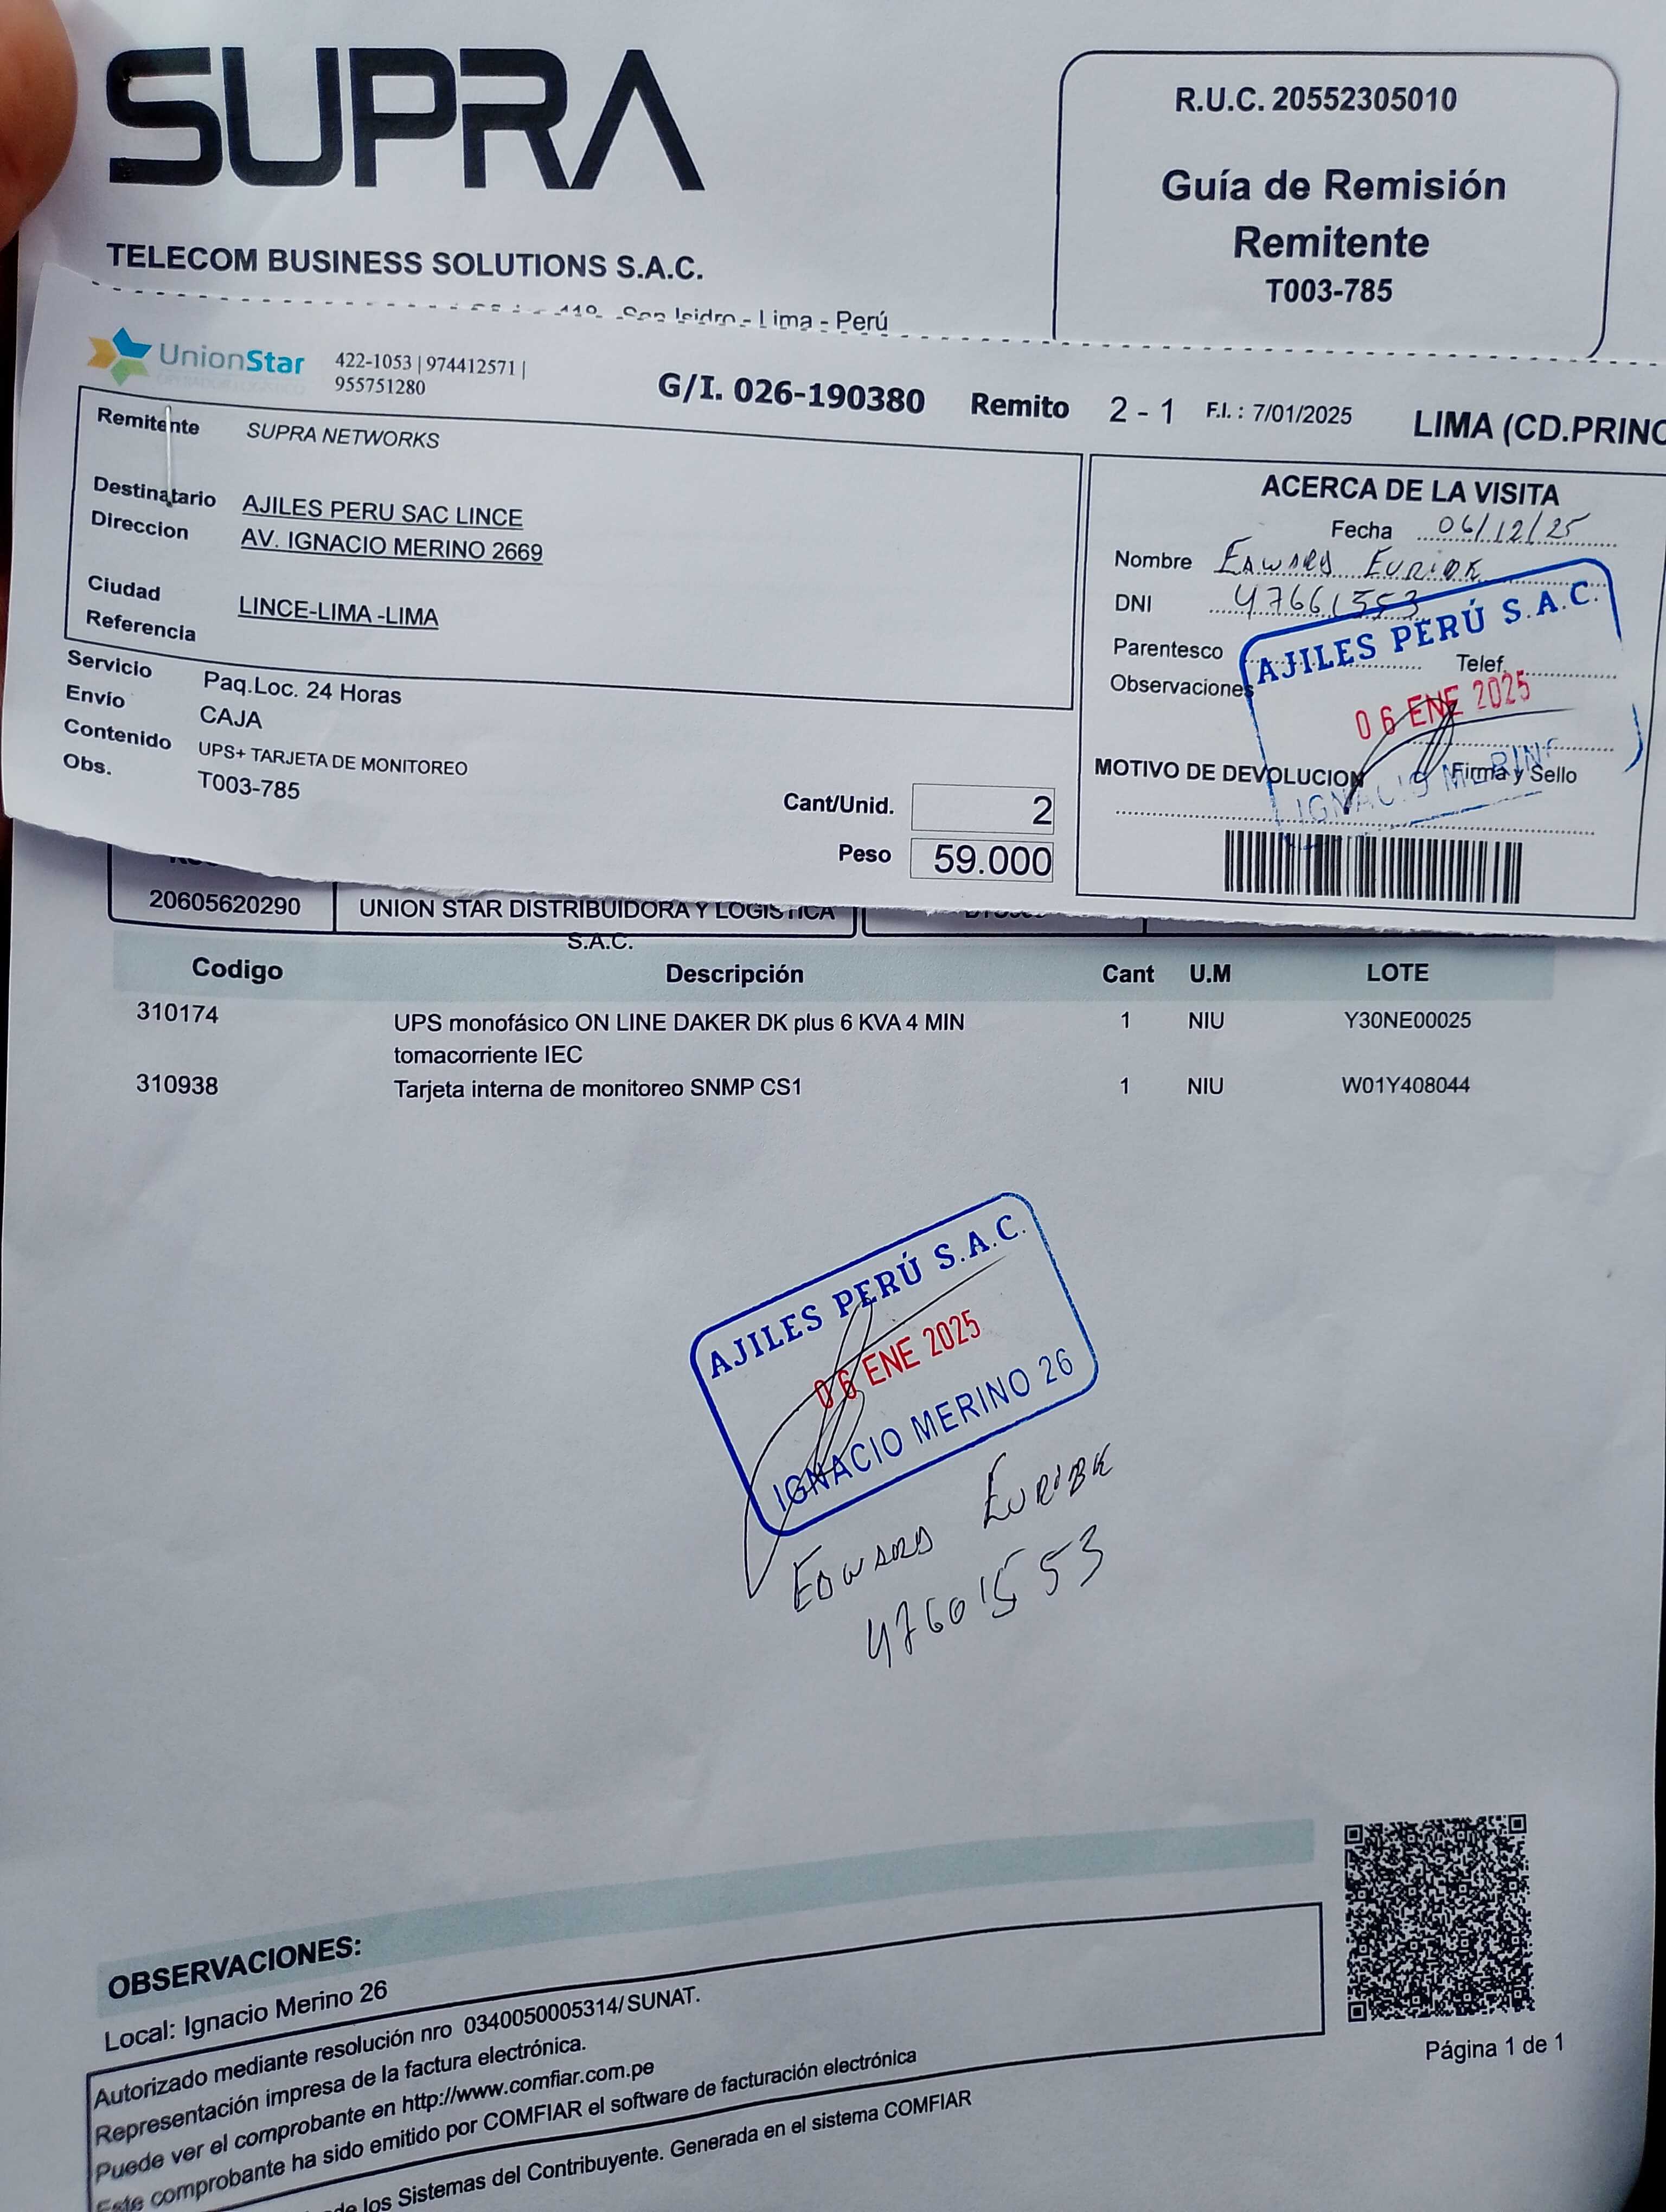 SUPRA
R.U.C. 20552305010
Guía de Remisión
Remitente
T003-785
TELECOM BUSINESS SOLUTIONS S.A.C.
San Isidro - Lima - Perú
UnionStar
422-1053 | 974412571 |
955751280
G/I. 026-190380 Remito 2 - 1 F.I. : 7/01/2025 LIMA (CD.PRINC
Remitente SUPRA NETWORKS
Destinatario AJILES PERU SAC LINCE
Direccion AV. IGNACIO MERINO 2669
Ciudad LINCE-LIMA -LIMA
Referencia
Servicio Paq.Loc. 24 Horas
Envío CAJA
Contenido UPS+ TARJETA DE MONITOREO
Obs. T003-785
Cant/Unid. 2
Peso 59.000
ACERCA DE LA VISITA
Fecha 06/12/25
Nombre
DNI 47661553
Parentesco
Telef.
Observaciones
AJILES PERÚ S.A.C.
06 ENE 2025
IGNACIO MERINO
MOTIVO DE DEVOLUCION
Firma y Sello
20605620290 UNION STAR DISTRIBUIDORA Y LOGISTICA
S.A.C.
Codigo Descripción Cant U.M LOTE
310174 UPS monofásico ON LINE DAKER DK plus 6 KVA 4 MIN 1 NIU Y30NE00025
tomacorriente IEC
310938 Tarjeta interna de monitoreo SNMP CS1 1 NIU W01Y408044
AJILES PERÚ S.A.C.
06 ENE 2025
IGNACIO MERINO 26
EDWARD EURIBE
47601553
OBSERVACIONES:
Local: Ignacio Merino 26
Autorizado mediante resolución nro 0340050005314/SUNAT.
Representación impresa de la factura electrónica.
Puede ver el comprobante en http://www.comfiar.com.pe
Este comprobante ha sido emitido por COMFIAR el software de facturación electrónica
de los Sistemas del Contribuyente. Generada en el sistema COMFIAR
Página 1 de 1